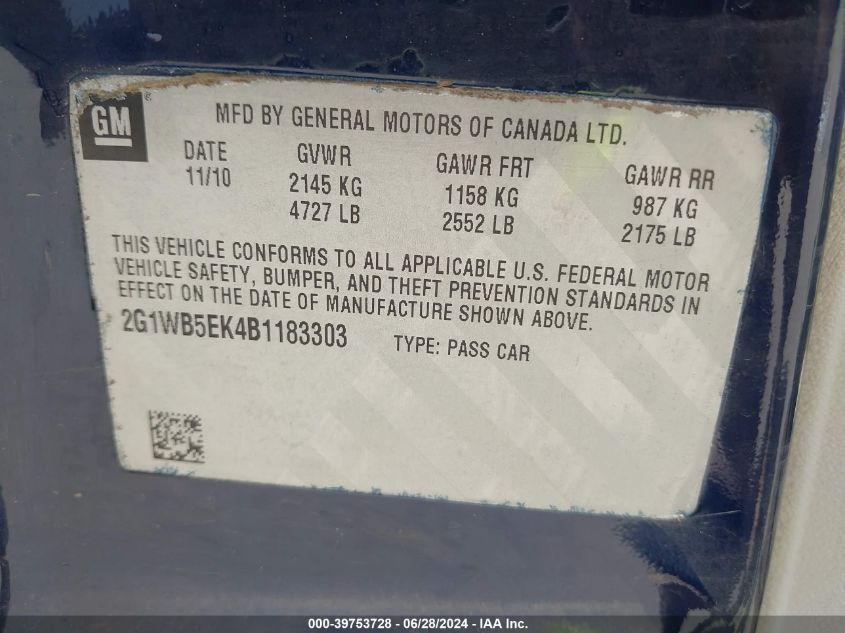 GM ®
MFD BY GENERAL MOTORS OF CANADA LTD.
DATE GVWR GAWR FRT GAWR RR
11/10 2145 KG 1158 KG 987 KG
4727 LB 2552 LB 2175 LB
THIS VEHICLE CONFORMS TO ALL APPLICABLE U.S. FEDERAL MOTOR
VEHICLE SAFETY, BUMPER, AND THEFT PREVENTION STANDARDS IN
EFFECT ON THE DATE OF MANUFACTURE SHOWN ABOVE.
2G1WB5EK4B1183303 TYPE: PASS CAR
000-39753728 - 06/28/2024 - IAA Inc.